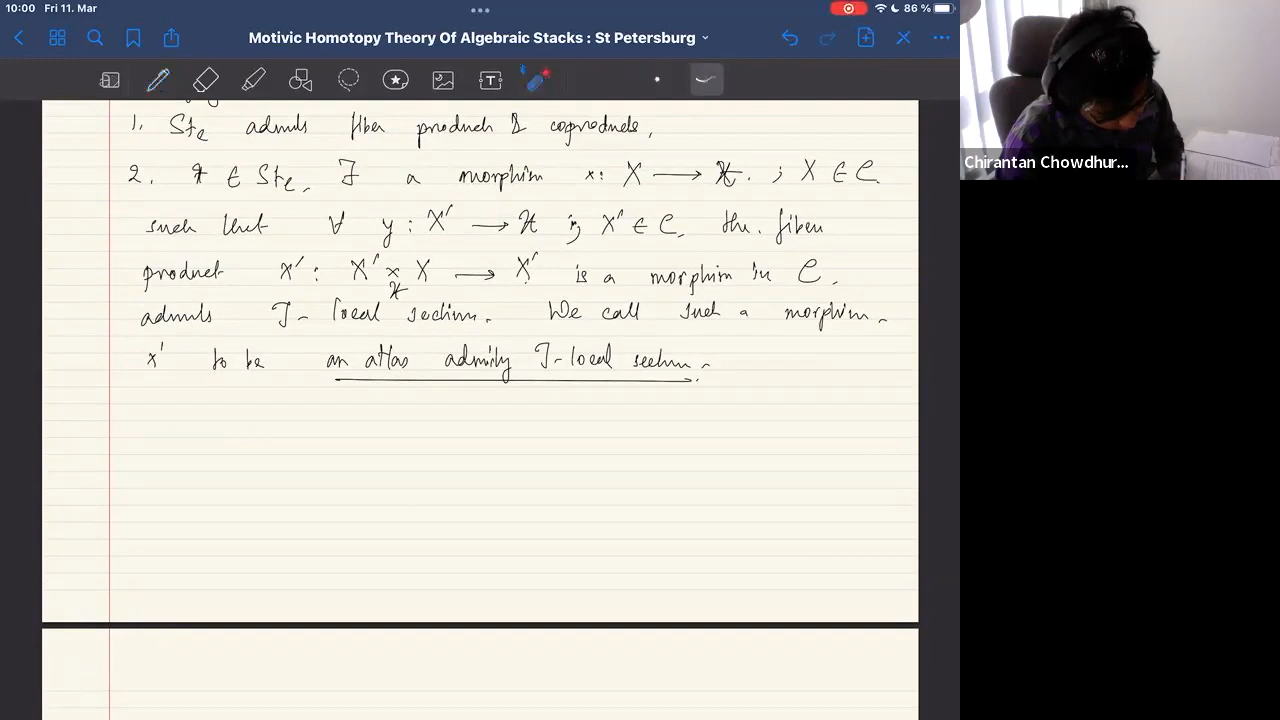 10:00 Fri 11. Mar
86 %
Motivic Homotopy Theory Of Algebraic Stacks : St Petersburg
T
1. St_C admits fiber products & coproducts,
2. 𝒳 ∈ St_C, ∃ a morphism x: X ⟶ 𝒳. ; X ∈ C.
such that ∀ y : X' ⟶ 𝒳 ; X' ∈ C, the fiber
product x' : X' ×_𝒳 X ⟶ X' is a morphism in C,
admits T-local section. We call such a morphism
x' to be an atlas admitting T-local section.
Chirantan Chowdhur...